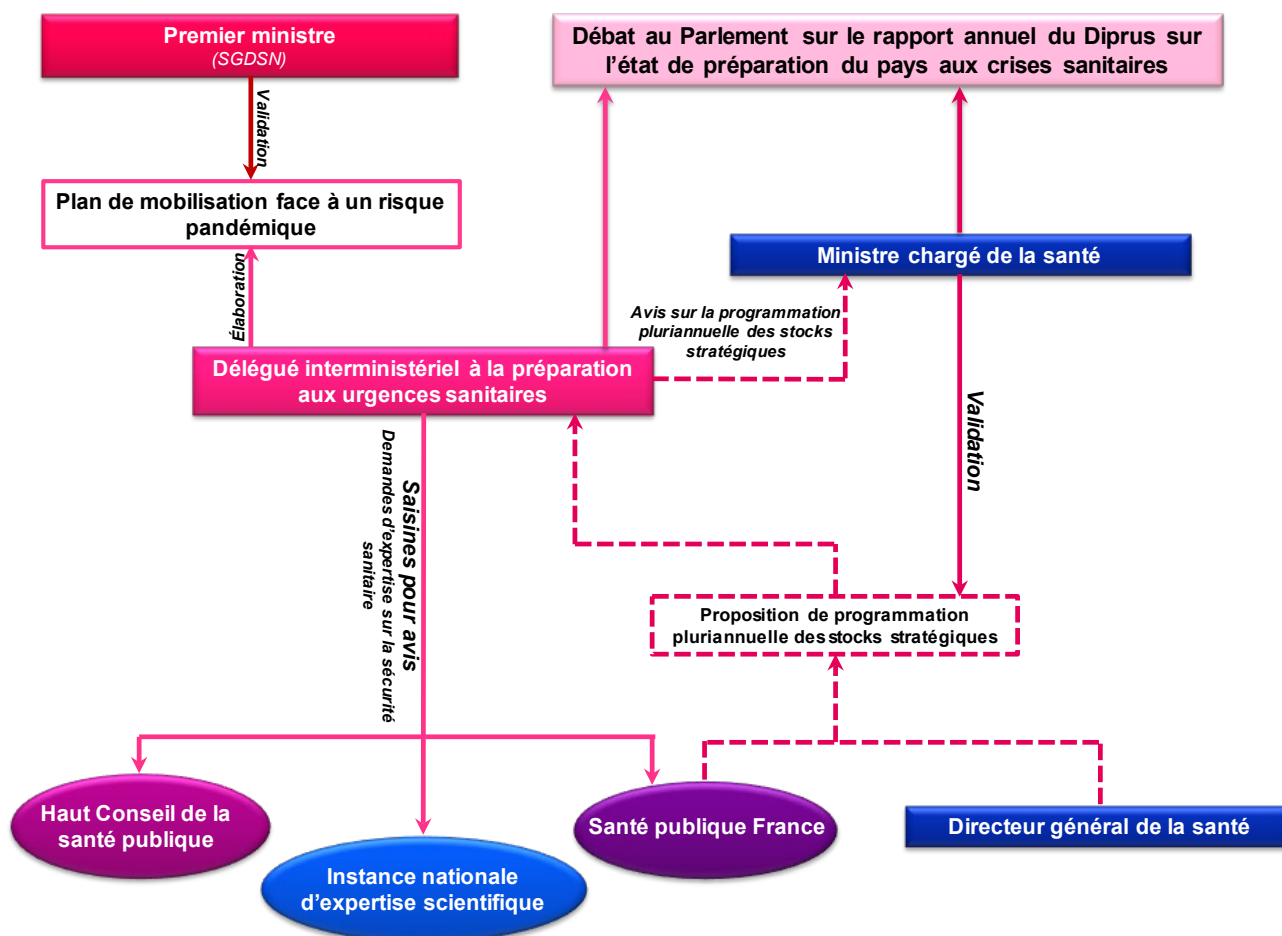 Premier ministre
(SGDSN)
Débat au Parlement sur le rapport annuel du Diprus sur
l'état de préparation du pays aux crises sanitaires
Validation
Plan de mobilisation face à un risque
pandémique
Ministre chargé de la santé
Élaboration
Avis sur la programmation
pluriannuelle des stocks
stratégiques
Délégué interministériel à la préparation
aux urgences sanitaires
Validation
Saisines pour avis
Demandes d'expertise sur la sécurité
sanitaire
Proposition de programmation
pluriannuelle des stocks stratégiques
Haut Conseil de la
santé publique
Santé publique France
Directeur général de la santé
Instance nationale
d'expertise scientifique